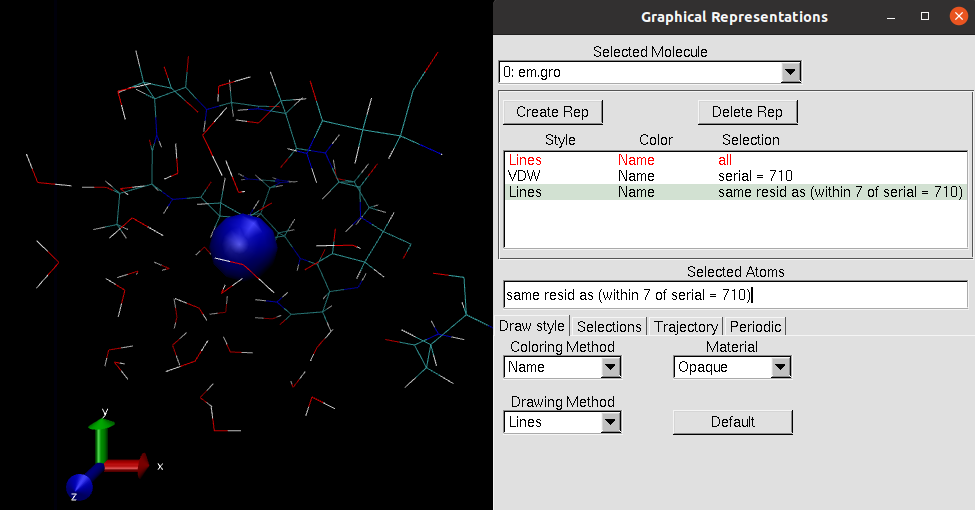 Graphical Representations
Selected Molecule
0: em.gro
Create Rep Delete Rep
Style Color Selection
Lines Name all
VDW Name serial = 710
Lines Name same resid as (within 7 of serial = 710)
Selected Atoms
same resid as (within 7 of serial = 710)
Draw style Selections Trajectory Periodic
Coloring Method Material
Name Opaque
Drawing Method
Lines Default
y
x
z